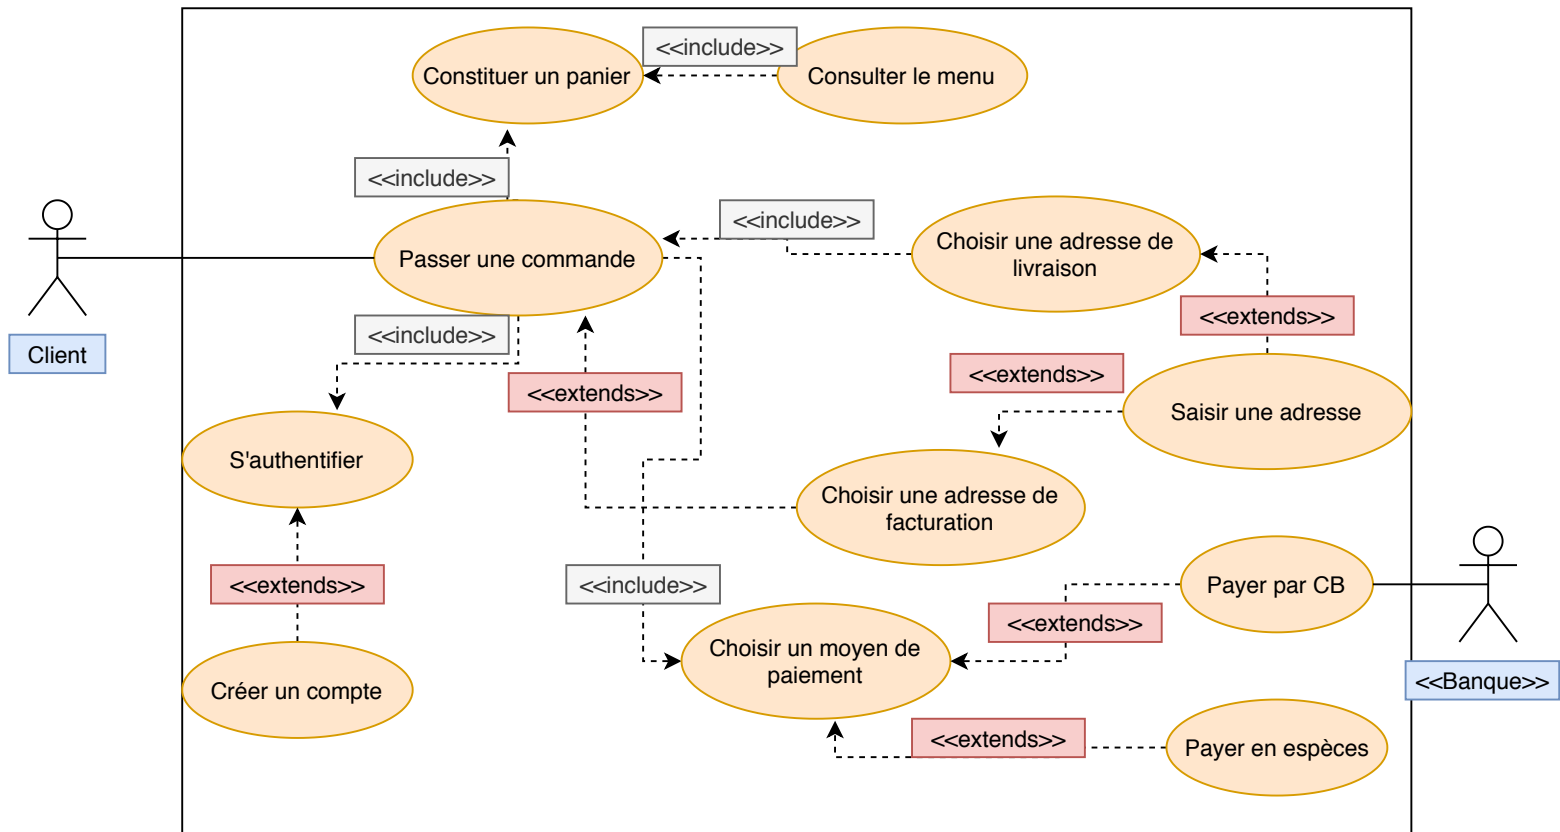 <<include>>
Constituer un panier
Consulter le menu
<<include>>
<<include>>
Passer une commande
Choisir une adresse de
livraison
<<extends>>
<<include>>
Client
<<extends>>
<<extends>>
Saisir une adresse
S'authentifier
Choisir une adresse de
facturation
<<extends>>
<<include>>
Payer par CB
<<extends>>
Choisir un moyen de
paiement
Créer un compte
<<Banque>>
<<extends>>
Payer en espèces